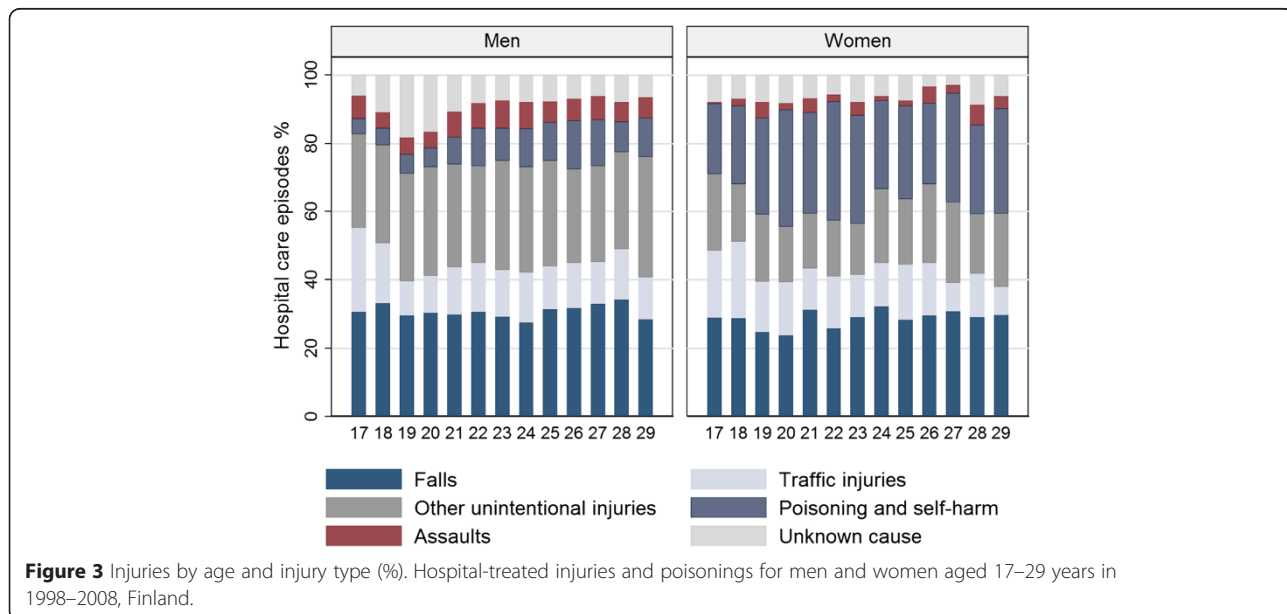 Men Women
100
80
60
40
20
0
Hospital care episodes %
17 18 19 20 21 22 23 24 25 26 27 28 29 17 18 19 20 21 22 23 24 25 26 27 28 29
Falls Traffic injuries
Other unintentional injuries Poisoning and self-harm
Assaults Unknown cause
Figure 3 Injuries by age and injury type (%). Hospital-treated injuries and poisonings for men and women aged 17–29 years in
1998–2008, Finland.